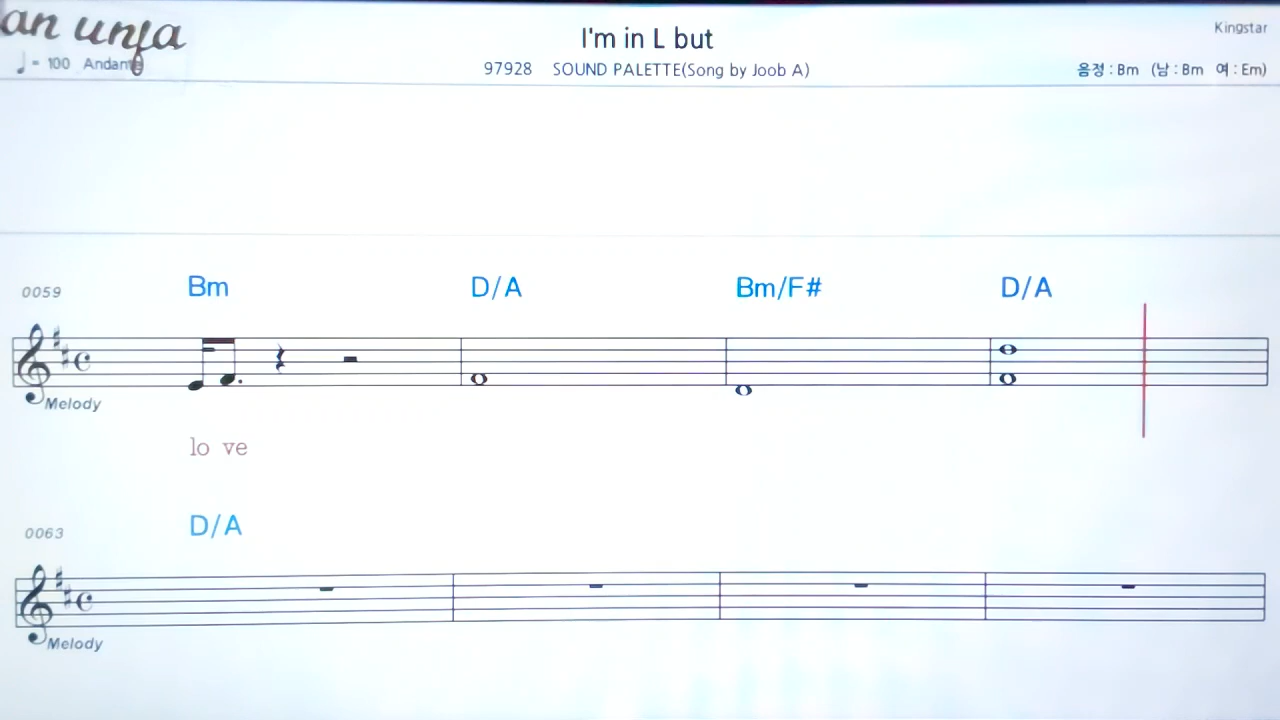 an unfa
I'm in L but
Kingstar
♩= 100 Andante
97928 SOUND PALETTE(Song by Joob A)
음정 : Bm (남 : Bm 여 : Em)
0059 Bm D/A Bm/F# D/A
Melody
lo ve
0063 D/A
Melody